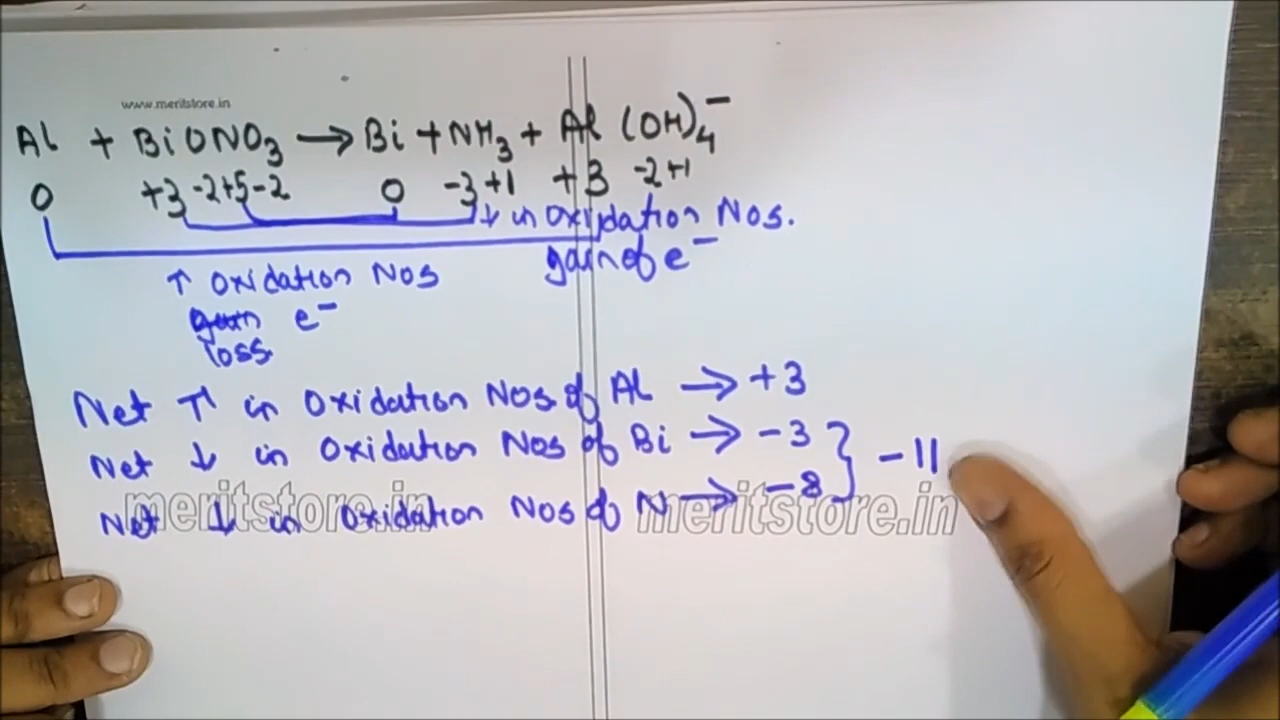 www.meritstore.in
Al + BiONO3 → Bi + NH3 + Al (OH)4−
0 +3 -2+5-2 0 -3+1 +3 -2+1
↓ in oxidation Nos.
gain of e−
↑ oxidation Nos
gain e−
loss.
Net ↑ in oxidation Nos. of Al → +3
Net ↓ in oxidation Nos of Bi → -3
Net ↓ in oxidation Nos of N → -8 } -11
meritstore.in meritstore.in